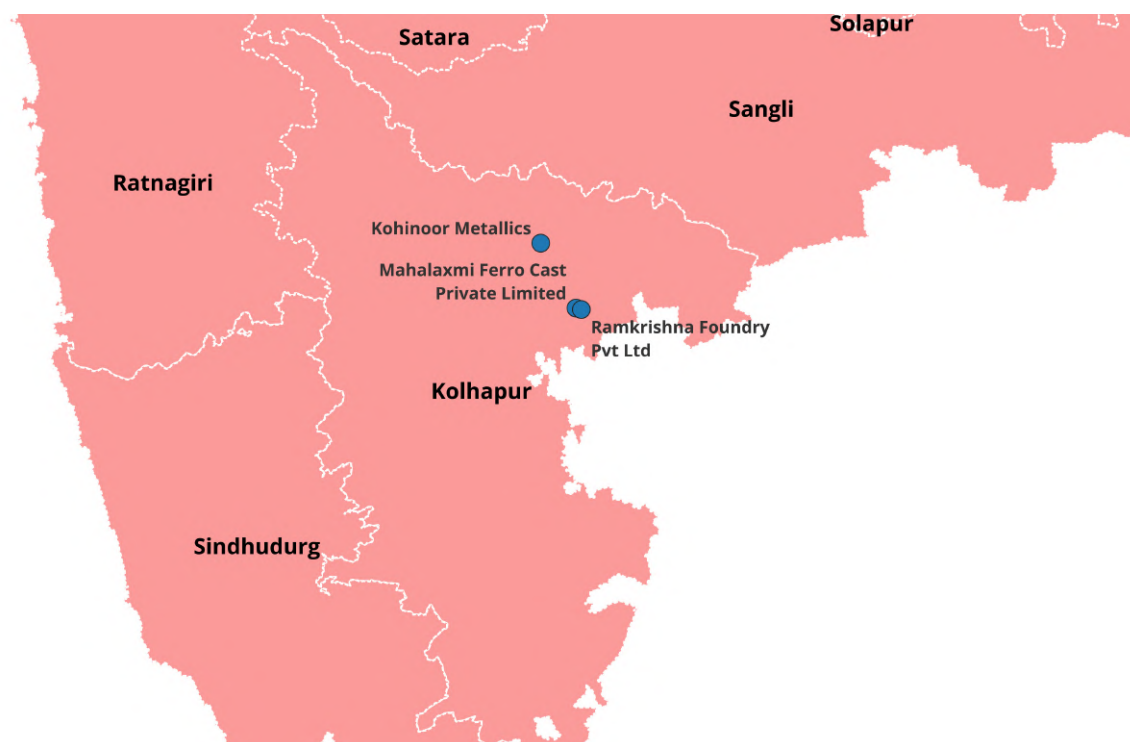 Satara
Solapur
Sangli
Ratnagiri
Kohinoor Metallics
Mahalaxmi Ferro Cast
Private Limited
Ramkrishna Foundry
Pvt Ltd
Kolhapur
Sindhudurg